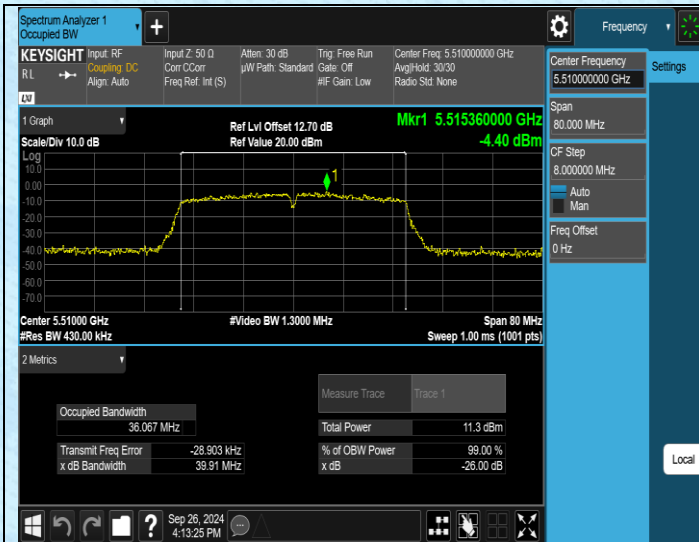 Spectrum Analyzer 1
Occupied BW
+
Frequency
KEYSIGHT
RL
LXI
Input: RF
Coupling: DC
Align: Auto
Input Z: 50 Ω
Corr CCorr
Freq Ref: Int (S)
Atten: 30 dB
µW Path: Standard
Trig: Free Run
Gate: Off
#IF Gain: Low
Center Freq: 5.510000000 GHz
Avg|Hold: 30/30
Radio Std: None
Center Frequency
5.510000000 GHz
Settings
Span
80.000 MHz
CF Step
8.000000 MHz
Auto
Man
Freq Offset
0 Hz
Local
1 Graph
Scale/Div 10.0 dB
Ref Lvl Offset 12.70 dB
Ref Value 20.00 dBm
Mkr1 5.515360000 GHz
-4.40 dBm
Log
10.0
0.00
-10.0
-20.0
-30.0
-40.0
-50.0
-60.0
-70.0
1
Center 5.51000 GHz
#Res BW 430.00 kHz
#Video BW 1.3000 MHz
Span 80 MHz
Sweep 1.00 ms (1001 pts)
2 Metrics
Measure Trace
Trace 1
Occupied Bandwidth
36.067 MHz
Total Power
11.3 dBm
Transmit Freq Error
-28.903 kHz
% of OBW Power
99.00 %
x dB Bandwidth
39.91 MHz
x dB
-26.00 dB
?
Sep 26, 2024
4:13:25 PM